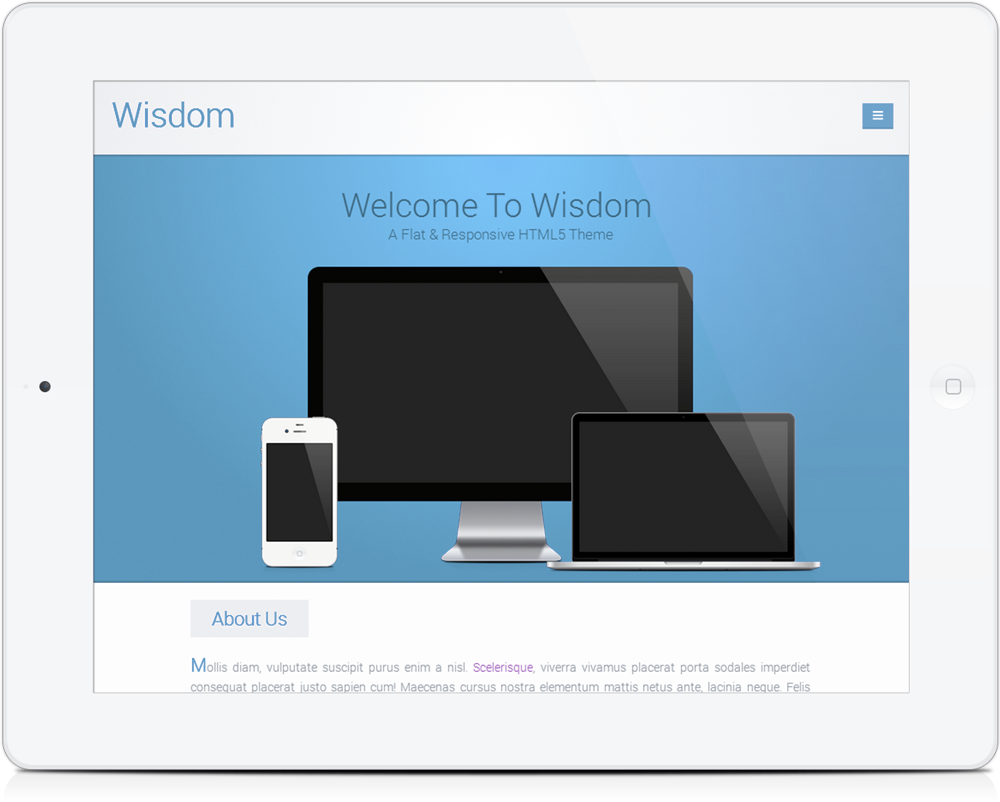 Wisdom
Welcome To Wisdom
A Flat & Responsive HTML5 Theme
About Us
Mollis diam, vulputate suscipit purus enim a nisl. Scelerisque, viverra vivamus placerat porta sodales imperdiet
consequat placerat justo sapien cum! Maecenas cursus nostra elementum mattis netus ante, lacinia neque. Felis